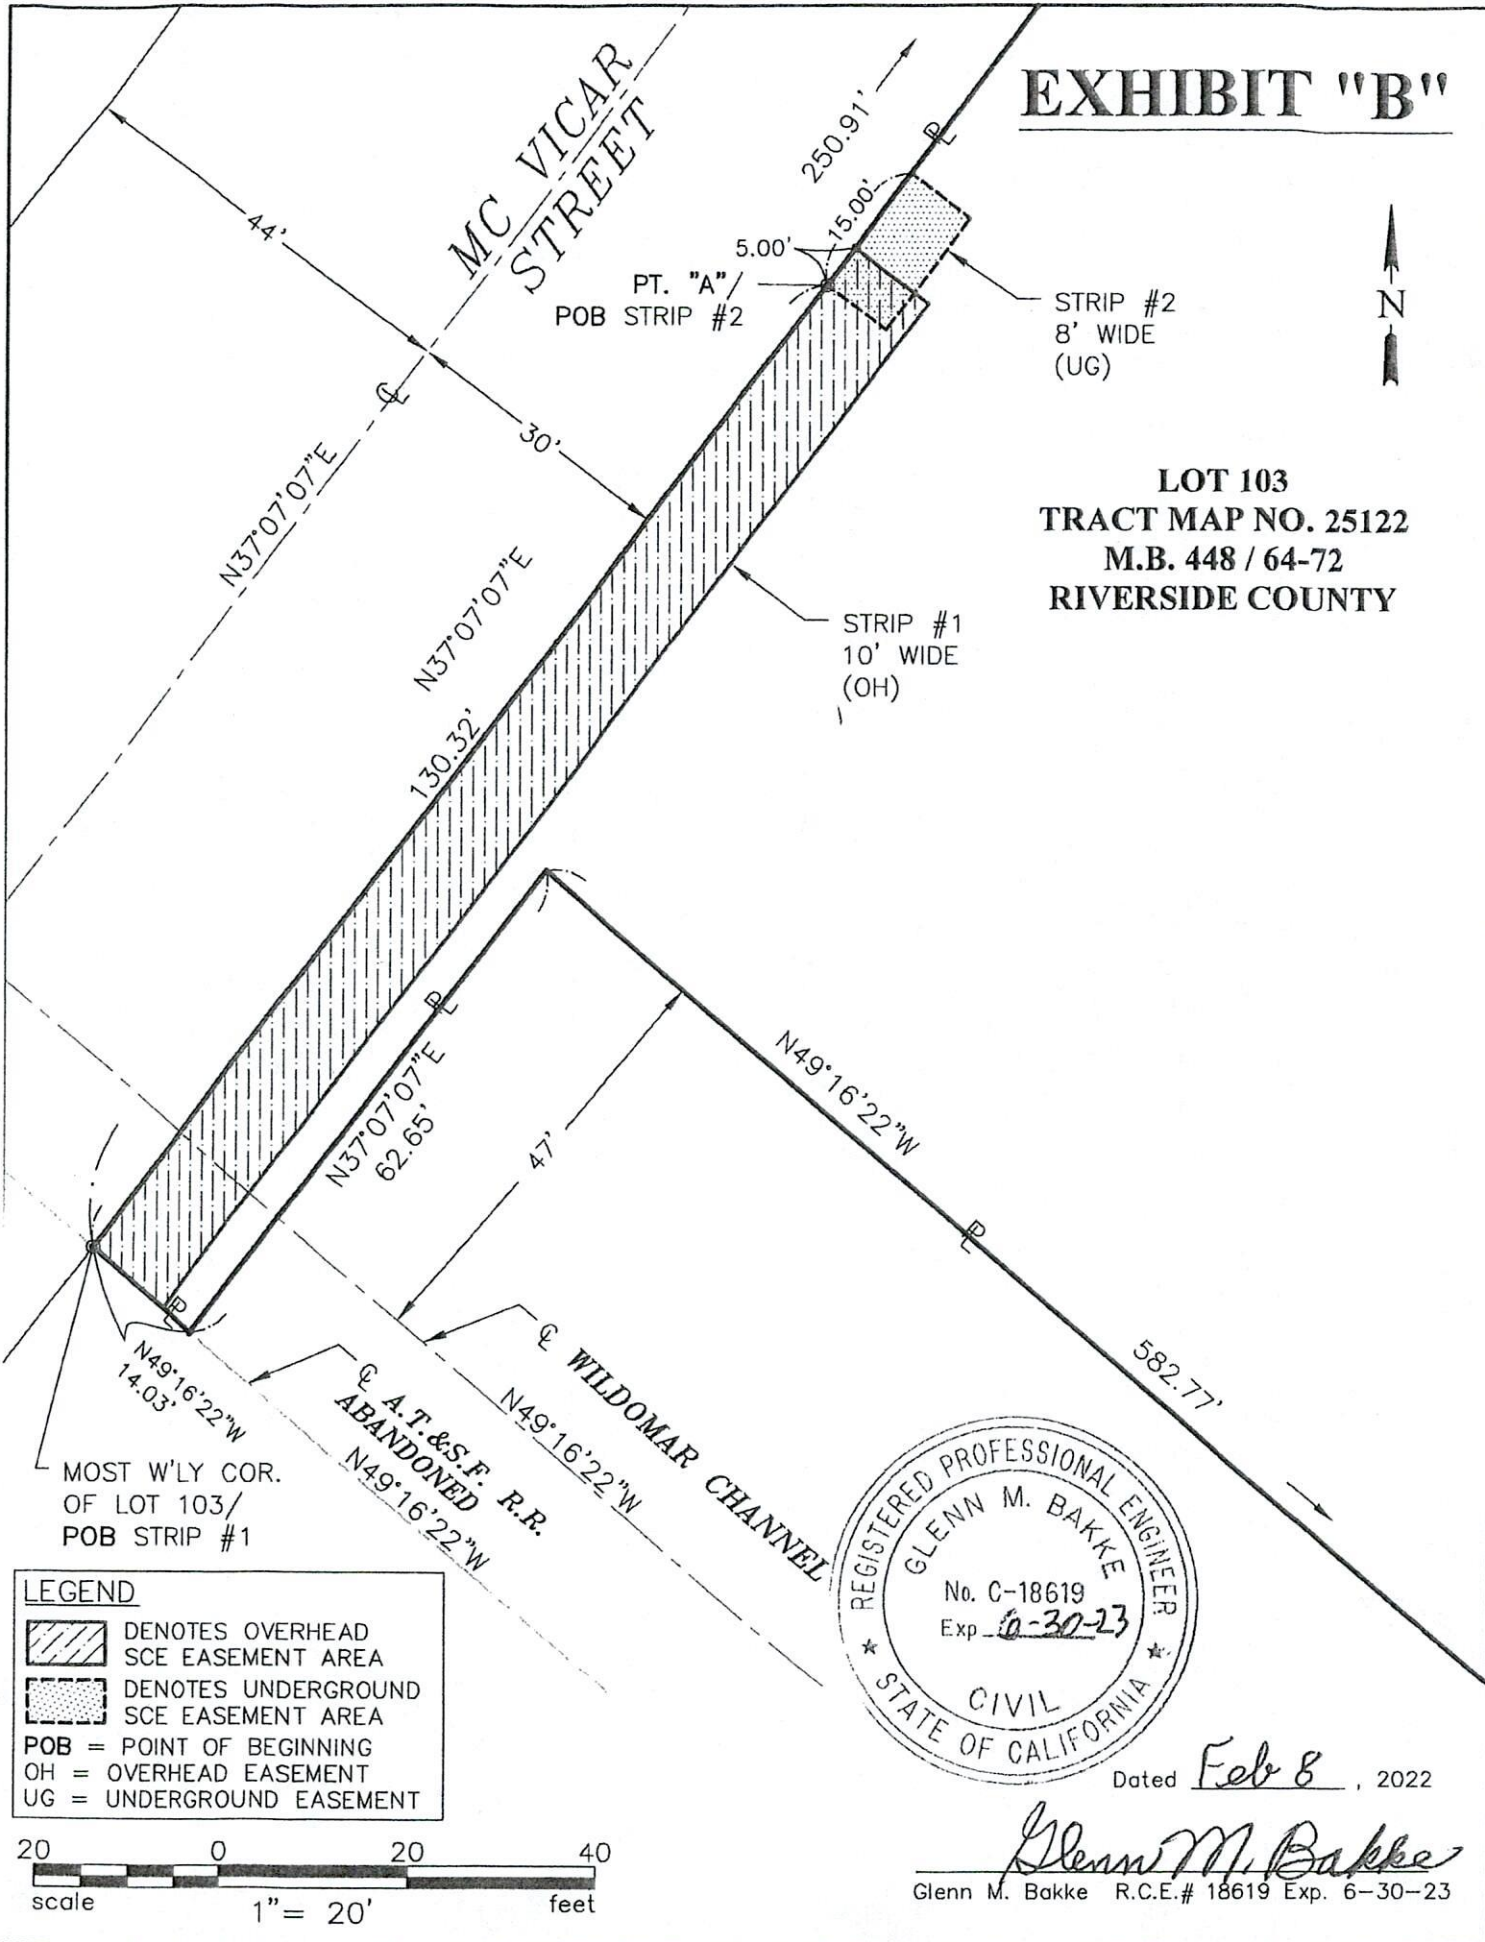 EXHIBIT "B"
MC VICAR
STREET
250.91'
PL
15.00'
5.00'
PT. "A"/
POB STRIP #2
44'
30'
CL
N37°07'07"E
N37°07'07"E
130.32'
STRIP #2
8' WIDE
(UG)
N
LOT 103
TRACT MAP NO. 25122
M.B. 448 / 64-72
RIVERSIDE COUNTY
STRIP #1
10' WIDE
(OH)
PL
N37°07'07"E
62.65'
47'
N49°16'22"W
PL
582.77'
PL
N49°16'22"W
14.03'
MOST W'LY COR.
OF LOT 103/
POB STRIP #1
CL A.T.&S.F. R.R.
ABANDONED
N49°16'22"W
CL WILDOMAR CHANNEL
N49°16'22"W
LEGEND
DENOTES OVERHEAD
SCE EASEMENT AREA
DENOTES UNDERGROUND
SCE EASEMENT AREA
POB = POINT OF BEGINNING
OH = OVERHEAD EASEMENT
UG = UNDERGROUND EASEMENT
20 0 20 40
scale feet
1"= 20'
REGISTERED PROFESSIONAL ENGINEER
GLENN M. BAKKE
No. C-18619
Exp 6-30-23
CIVIL
STATE OF CALIFORNIA
Dated Feb 8, 2022
Glenn M. Bakke
Glenn M. Bakke R.C.E.# 18619 Exp. 6-30-23